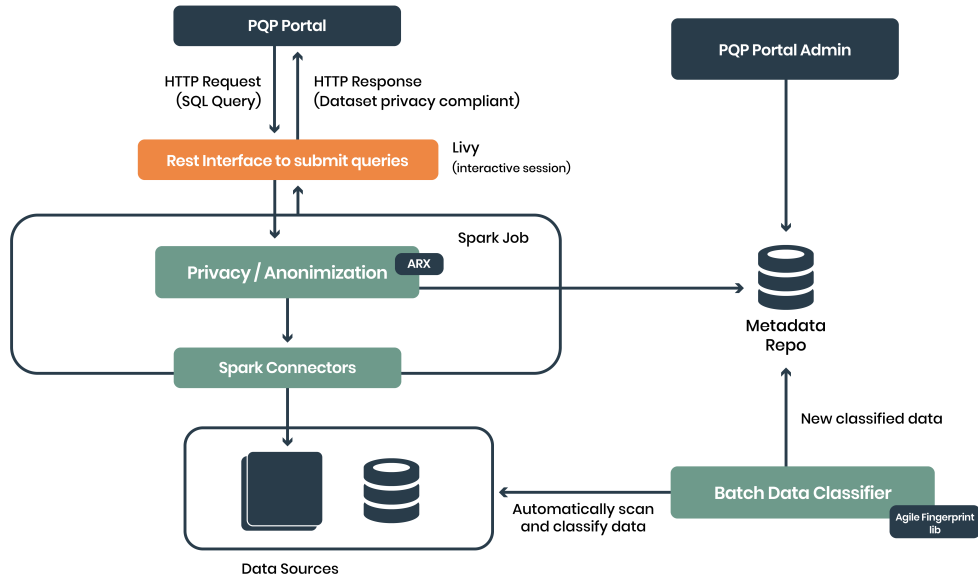 PQP Portal
PQP Portal Admin
HTTP Request
(SQL Query)
HTTP Response
(Dataset privacy compliant)
Rest Interface to submit queries
Livy
(interactive session)
Spark Job
Privacy / Anonimization
ARX
Metadata
Repo
Spark Connectors
New classified data
Batch Data Classifier
Agile Fingerprint
lib
Automatically scan
and classify data
Data Sources